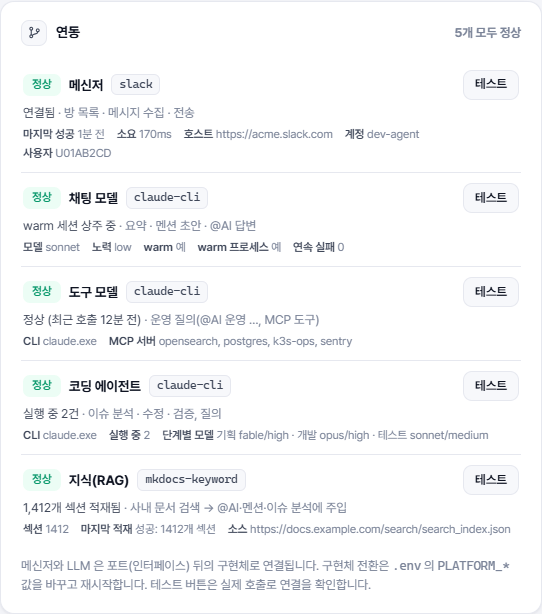 연동 5개 모두 정상
정상 메신저 slack 테스트
연결됨 · 방 목록 · 메시지 수집 · 전송
마지막 성공 1분 전 소요 170ms 호스트 https://acme.slack.com 계정 dev-agent
사용자 U01AB2CD
정상 채팅 모델 claude-cli 테스트
warm 세션 상주 중 · 요약 · 멘션 초안 · @AI 답변
모델 sonnet 노력 low warm 예 warm 프로세스 예 연속 실패 0
정상 도구 모델 claude-cli 테스트
정상 (최근 호출 12분 전) · 운영 질의(@AI 운영 …, MCP 도구)
CLI claude.exe MCP 서버 opensearch, postgres, k3s-ops, sentry
정상 코딩 에이전트 claude-cli 테스트
실행 중 2건 · 이슈 분석 · 수정 · 검증, 질의
CLI claude.exe 실행 중 2 단계별 모델 기획 fable/high · 개발 opus/high · 테스트 sonnet/medium
정상 지식(RAG) mkdocs-keyword 테스트
1,412개 섹션 적재됨 · 사내 문서 검색 → @AI·멘션·이슈 분석에 주입
섹션 1412 마지막 적재 성공: 1412개 섹션 소스 https://docs.example.com/search/search_index.json
메신저와 LLM 은 포트(인터페이스) 뒤의 구현체로 연결됩니다. 구현체 전환은 .env 의 PLATFORM_*
값을 바꾸고 재시작합니다. 테스트 버튼은 실제 호출로 연결을 확인합니다.